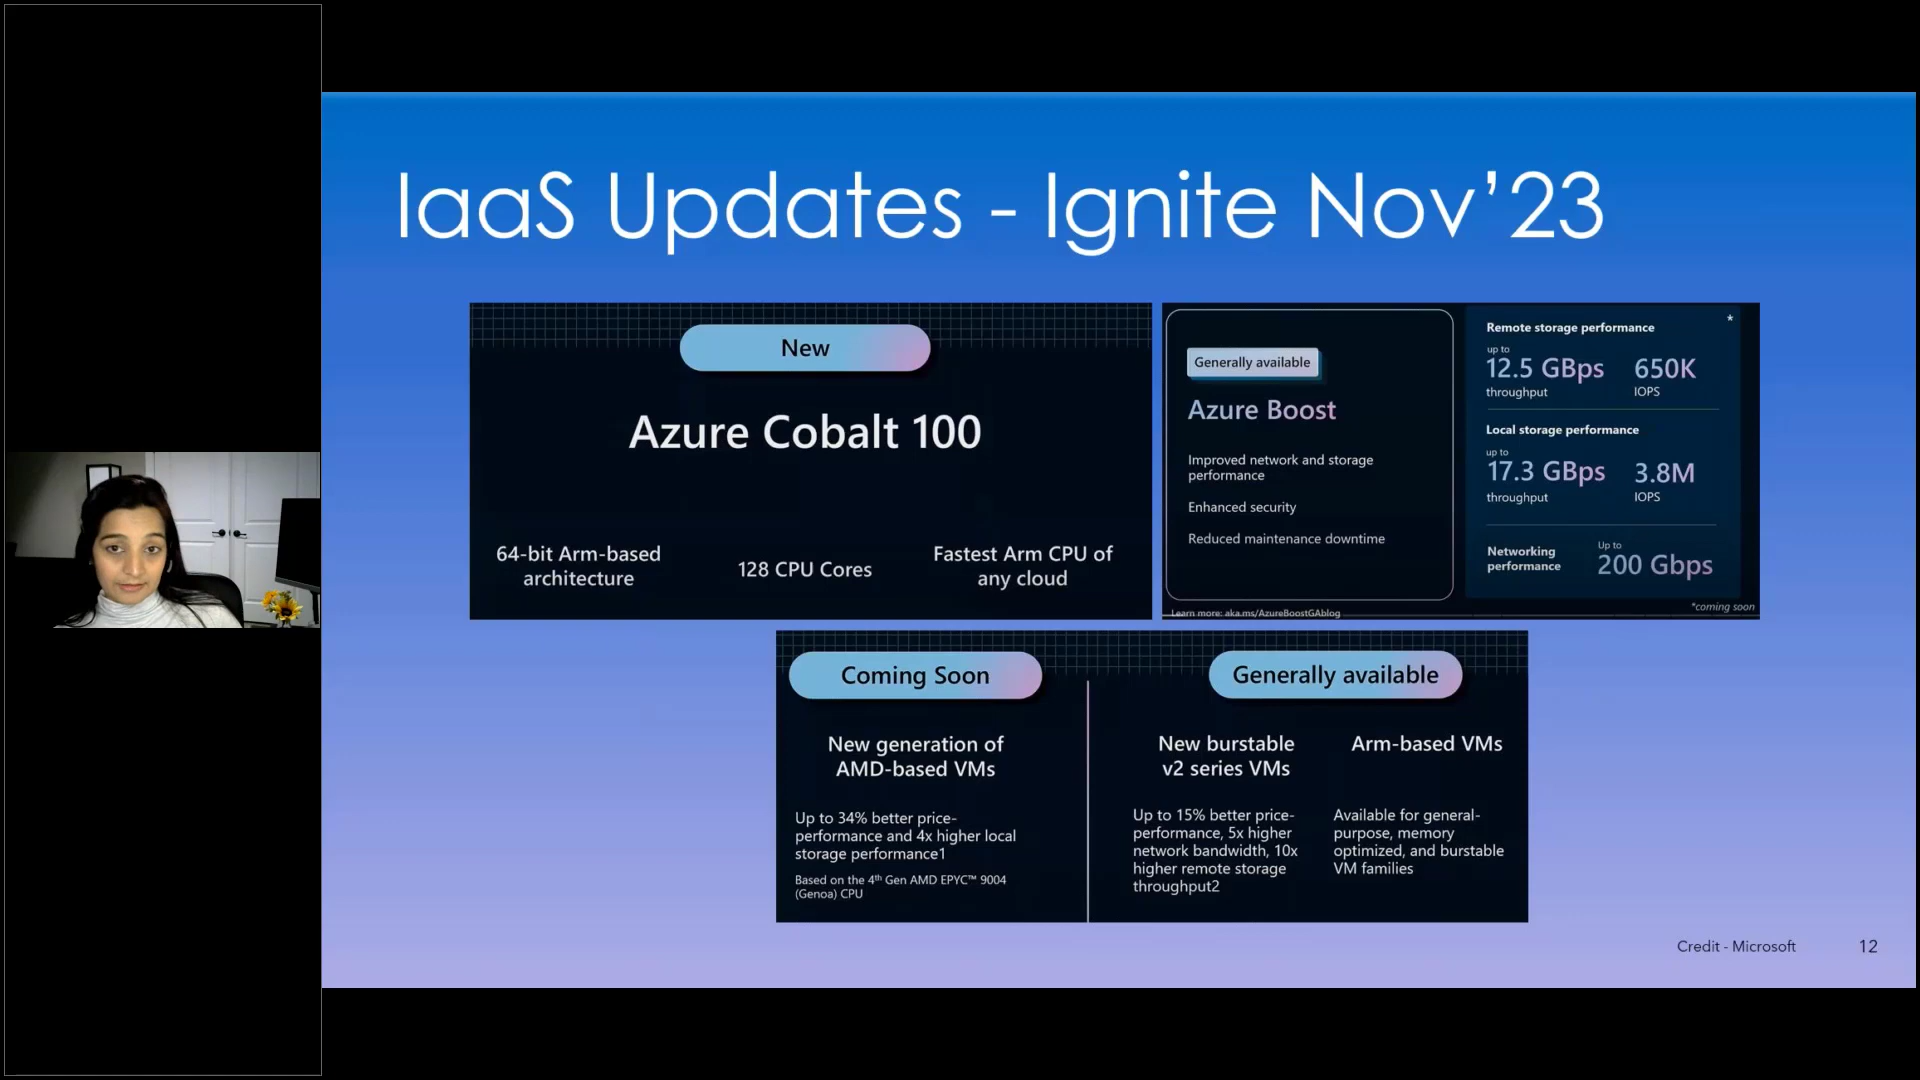 IaaS Updates - Ignite Nov’23
New
Azure Cobalt 100
64-bit Arm-based
architecture
128 CPU Cores
Fastest Arm CPU of
any cloud
Generally available
Azure Boost
Improved network and storage
performance
Enhanced security
Reduced maintenance downtime
Learn more: aka.ms/AzureBoostGAblog
*
Remote storage performance
up to
12.5 GBps
throughput
650K
IOPS
Local storage performance
up to
17.3 GBps
throughput
3.8M
IOPS
Networking
performance
Up to
200 Gbps
*coming soon
Coming Soon
New generation of
AMD-based VMs
Up to 34% better price-
performance and 4x higher local
storage performance1
Based on the 4th Gen AMD EPYC™ 9004
(Genoa) CPU
Generally available
New burstable
v2 series VMs
Up to 15% better price-
performance, 5x higher
network bandwidth, 10x
higher remote storage
throughput2
Arm-based VMs
Available for general-
purpose, memory
optimized, and burstable
VM families
Credit - Microsoft
12